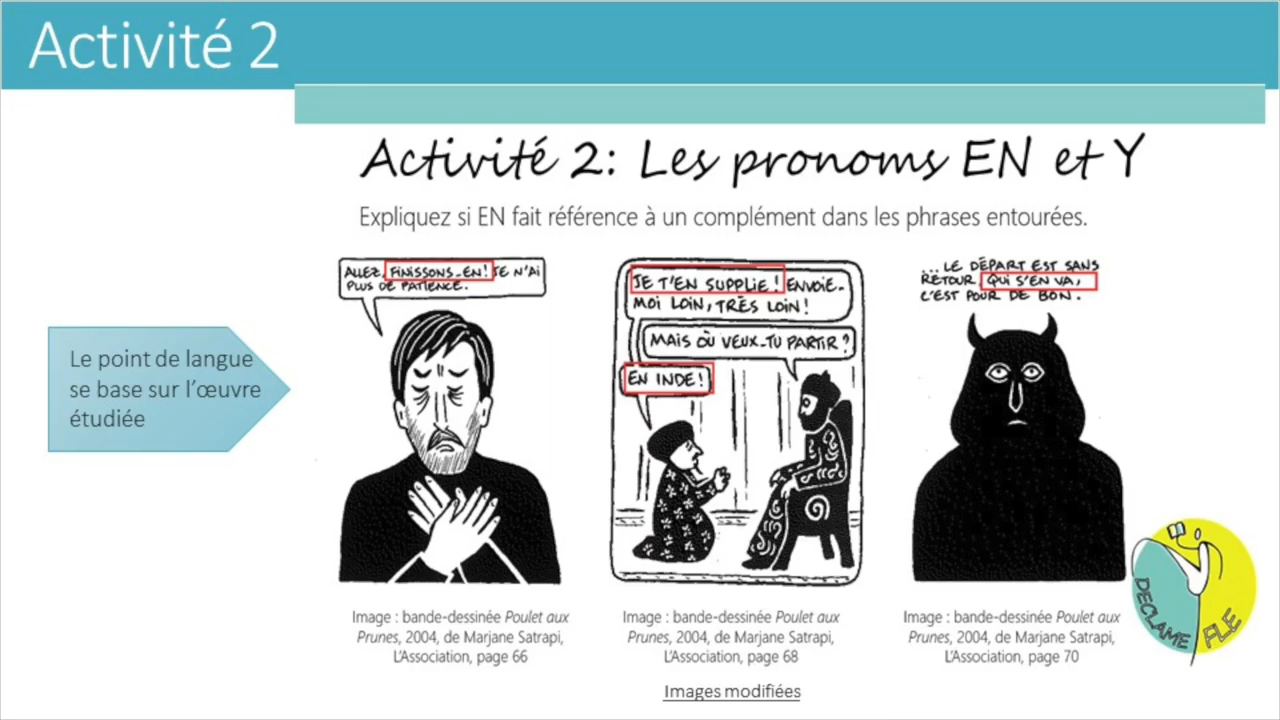 Activité 2
Activité 2: Les pronoms EN et Y
Expliquez si EN fait référence à un complément dans les phrases entourées.
ALLEZ, FINISSONS-EN! JE N'AI
PLUS DE PATIENCE.
JE T'EN SUPPLIE! ENVOIE-
MOI LOIN, TRÈS LOIN!
MAIS OÙ VEUX-TU PARTIR?
EN INDE!
...LE DÉPART EST SANS
RETOUR. QUI S'EN VA,
C'EST POUR DE BON.
Le point de langue
se base sur l'œuvre
étudiée
Image : bande-dessinée Poulet aux
Prunes, 2004, de Marjane Satrapi,
L'Association, page 66
Image : bande-dessinée Poulet aux
Prunes, 2004, de Marjane Satrapi,
L'Association, page 68
Image : bande-dessinée Poulet aux
Prunes, 2004, de Marjane Satrapi,
L'Association, page 70
Images modifiées
DECLAME
FLE